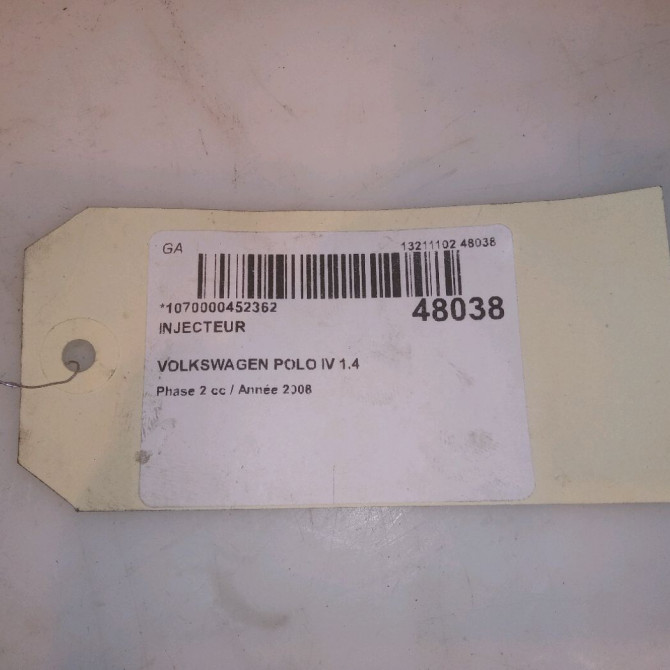 GA 13211102 48038
*1070000452362 48038
INJECTEUR
VOLKSWAGEN POLO IV 1.4
Phase 2 cc / Année 2008